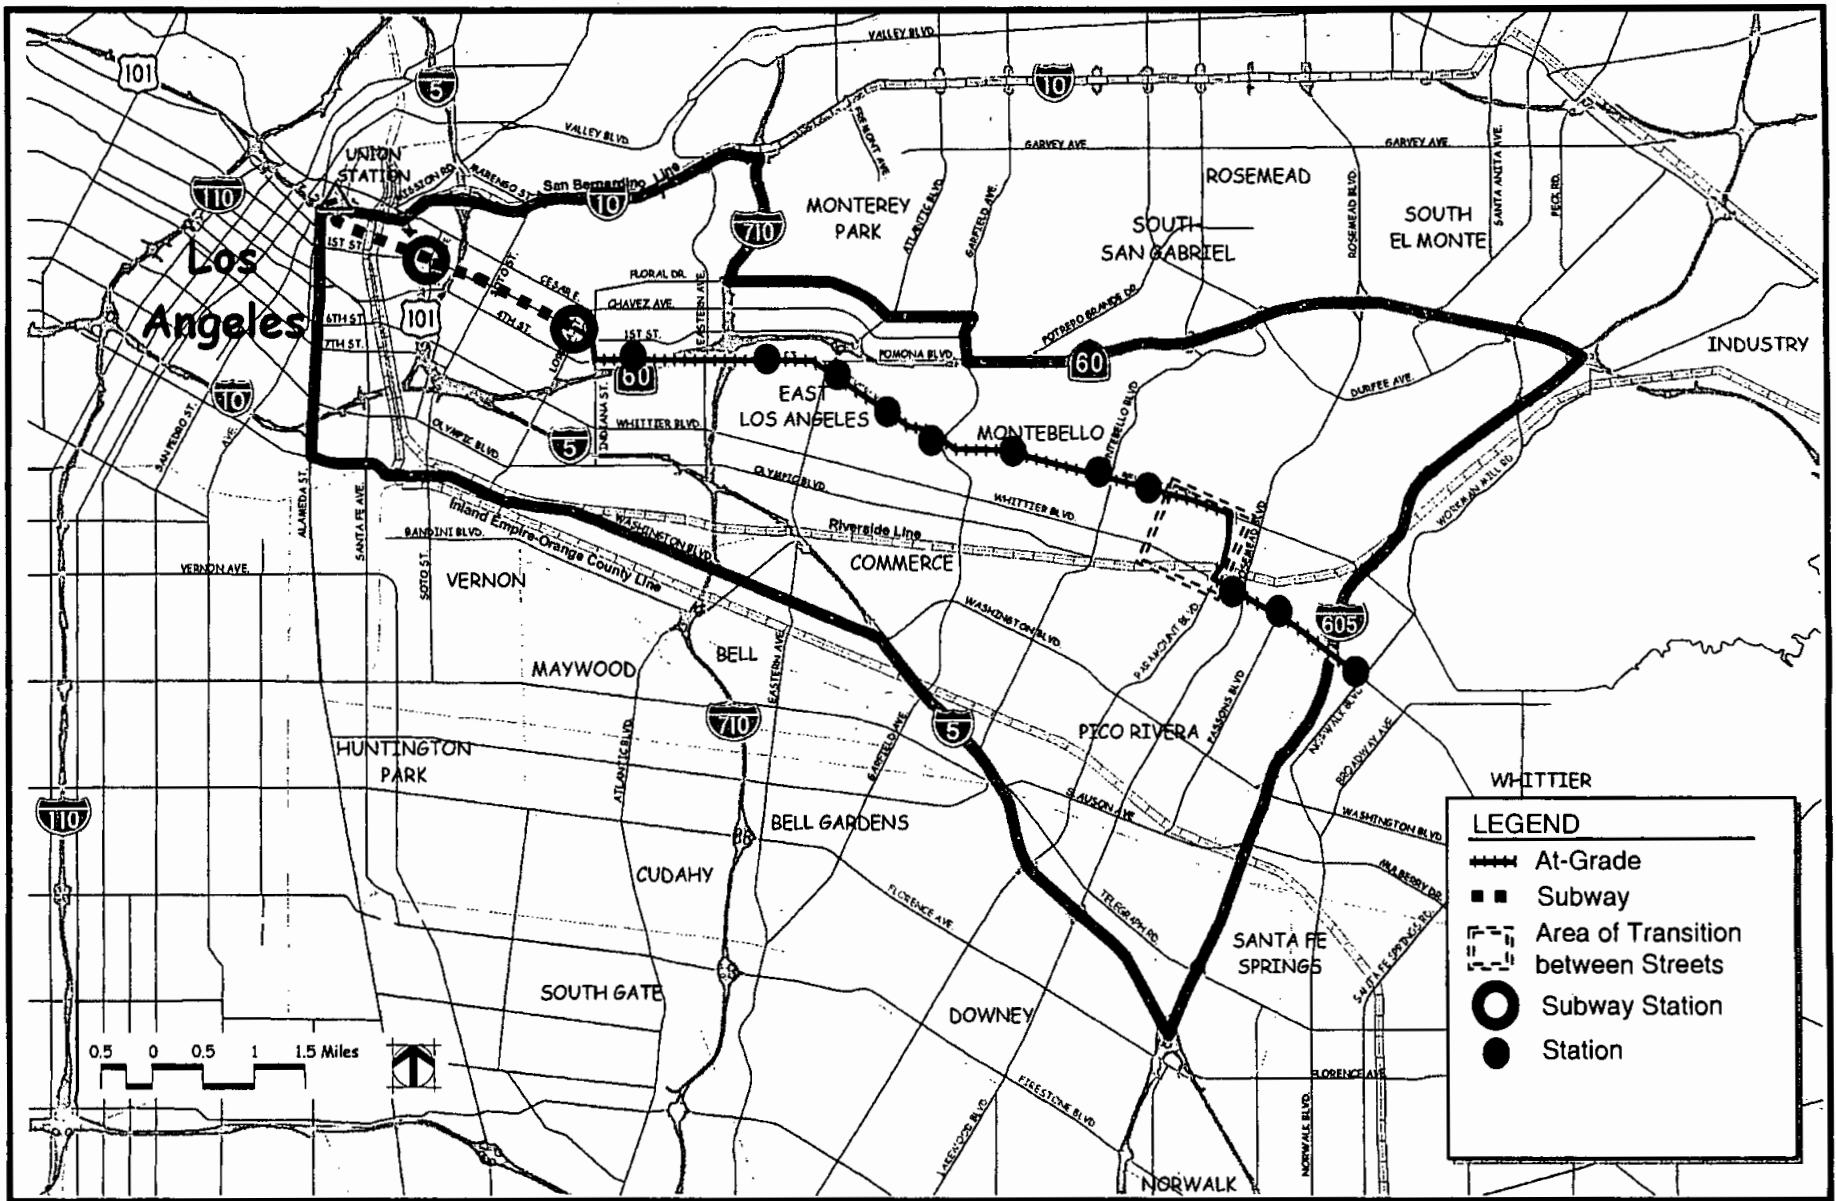 VALLEY BLVD
101
5
10
FREMONT AVE
VALLEY BLVD.
GARVEY AVE.
GARVEY AVE.
SANTA ANITA AVE.
PECK RD.
UNION
STATION
MISSION RD
MARENGO ST.
San Bernardino Line
10
110
ROSEMEAD
MONTEREY
PARK
ATLANTIC BLVD
GARFIELD AVE.
SOUTH
SAN GABRIEL
ROSEMEAD BLVD.
SOUTH
EL MONTE
710
1ST ST.
Los
Angeles
SOTO ST.
CESAR E.
CHAVEZ AVE.
FLORAL DR.
EASTERN AVE.
POTRERO GRANDE DR.
6TH ST.
101
4TH ST.
7TH ST.
1ST ST.
POMONA BLVD.
60
60
INDUSTRY
DURFEE AVE.
10
SAN PEDRO ST.
AVE.
INDIANA ST.
EAST
LOS ANGELES
WHITTIER BLVD.
MONTEBELLO
OLYMPIC BLVD.
5
OLYMPIC BLVD.
WHITTIER BLVD.
WORKMAN MILL RD
ALAMEDA ST.
SANTA FE AVE.
Inland Empire-Orange County Line
WASHINGTON BLVD.
Riverside Line
BANDINI BLVD.
COMMERCE
VERNON AVE.
SOTO ST.
VERNON
WASHINGTON BLVD.
PARAMOUNT BLVD.
605
MAYWOOD
BELL
EASTERN AVE.
710
5
PICO RIVERA
PASSONS BLVD
NORWALK BLVD.
BROADWAY AVE
HUNTINGTON
PARK
ATLANTIC BLVD.
GARFIELD AVE.
WHITTIER
SLAUSON AVE
WASHINGTON BLVD
110
BELL GARDENS
MULBERRY DR.
CUDAHY
FLORENCE AVE.
TELEGRAPH RD.
SANTA FE
SPRINGS
SANTA FE SPRINGS RD.
SOUTH GATE
DOWNEY
FLORENCE AVE.
FIRESTONE BLVD.
LAKEWOOD BLVD.
NORWALK BLVD.
NORWALK
0.5 0 0.5 1 1.5 Miles
LEGEND
At-Grade
Subway
Area of Transition
between Streets
Subway Station
Station